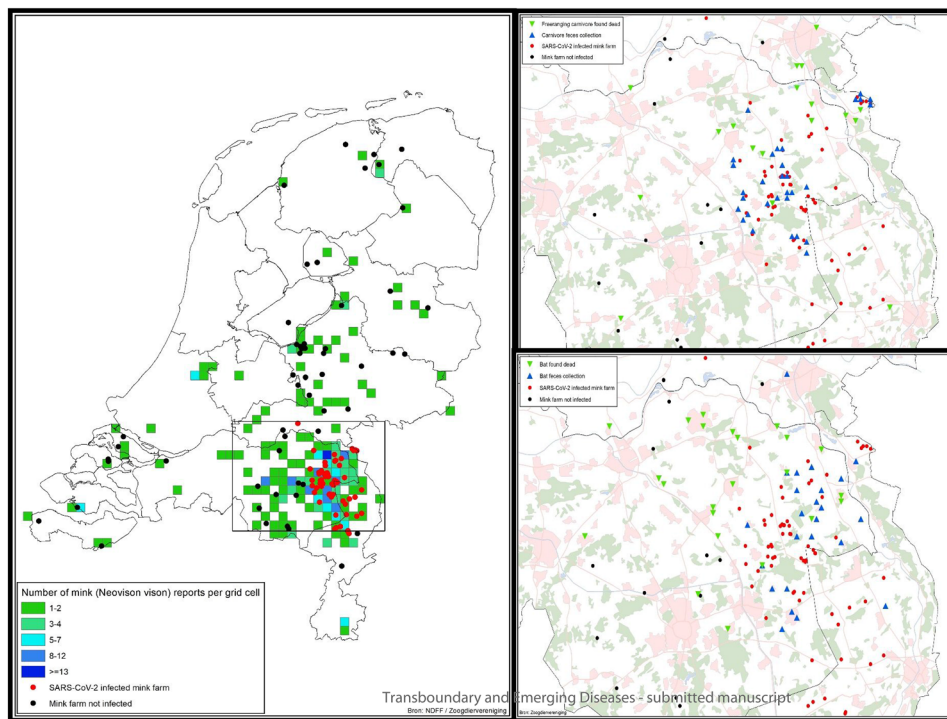 Number of mink (Neovison vison) reports per grid cell
1-2
3-4
5-7
8-12
>=13
SARS-CoV-2 infected mink farm
Mink farm not infected
Bron: NDFF / Zoogdiervereniging
Freeranging carnivore found dead
Carnivore feces collection
SARS-CoV-2 infected mink farm
Mink farm not infected
Bat found dead
Bat feces collection
SARS-CoV-2 infected mink farm
Mink farm not infected
Transboundary and Emerging Diseases - submitted manuscript